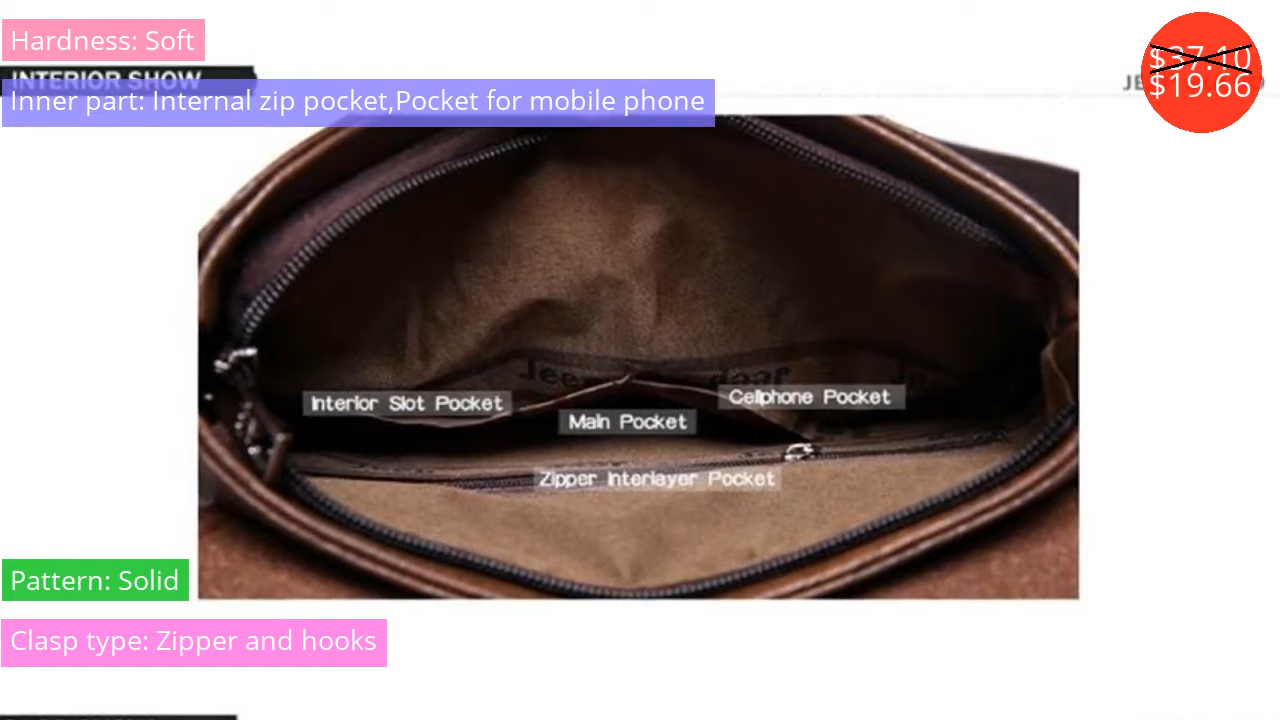 Hardness: Soft
INTERIOR SHOW
Inner part: Internal zip pocket,Pocket for mobile phone
$37.10
$19.66
Interior Slot Pocket
Cellphone Pocket
Main Pocket
Zipper Interlayer Pocket
Pattern: Solid
Clasp type: Zipper and hooks